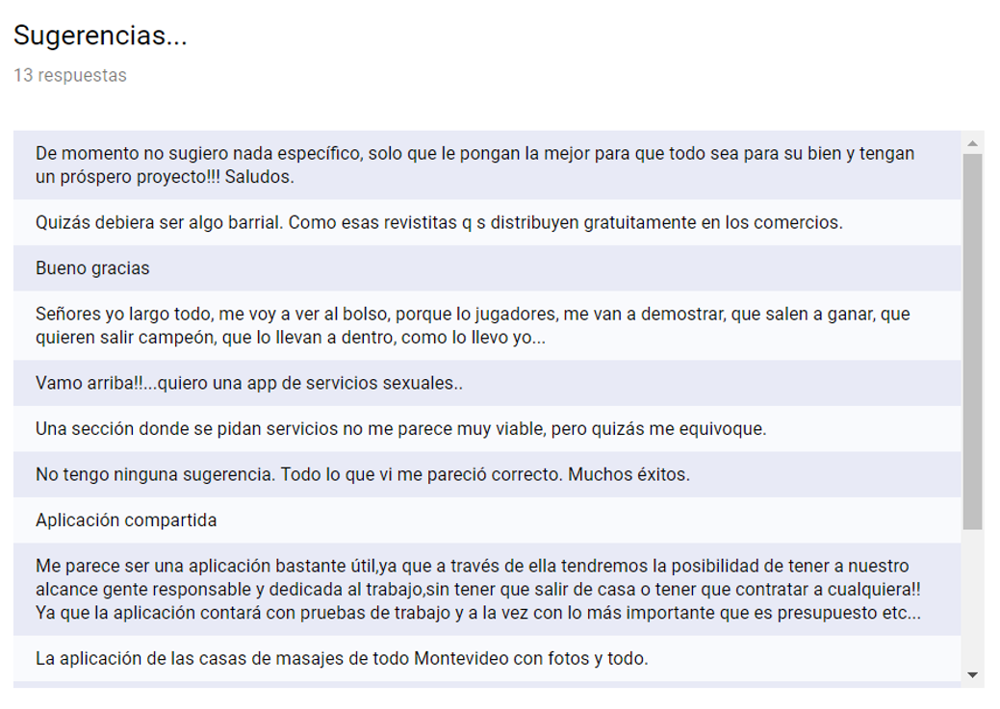 Sugerencias...
13 respuestas
De momento no sugiero nada específico, solo que le pongan la mejor para que todo sea para su bien y tengan
un próspero proyecto!!! Saludos.
Quizás debiera ser algo barrial. Como esas revistitas q s distribuyen gratuitamente en los comercios.
Bueno gracias
Señores yo largo todo, me voy a ver al bolso, porque lo jugadores, me van a demostrar, que salen a ganar, que
quieren salir campeón, que lo llevan a dentro, como lo llevo yo...
Vamo arriba!!...quiero una app de servicios sexuales..
Una sección donde se pidan servicios no me parece muy viable, pero quizás me equivoque.
No tengo ninguna sugerencia. Todo lo que vi me pareció correcto. Muchos éxitos.
Aplicación compartida
Me parece ser una aplicación bastante útil,ya que a través de ella tendremos la posibilidad de tener a nuestro
alcance gente responsable y dedicada al trabajo,sin tener que salir de casa o tener que contratar a cualquiera!!
Ya que la aplicación contará con pruebas de trabajo y a la vez con lo más importante que es presupuesto etc...
La aplicación de las casas de masajes de todo Montevideo con fotos y todo.